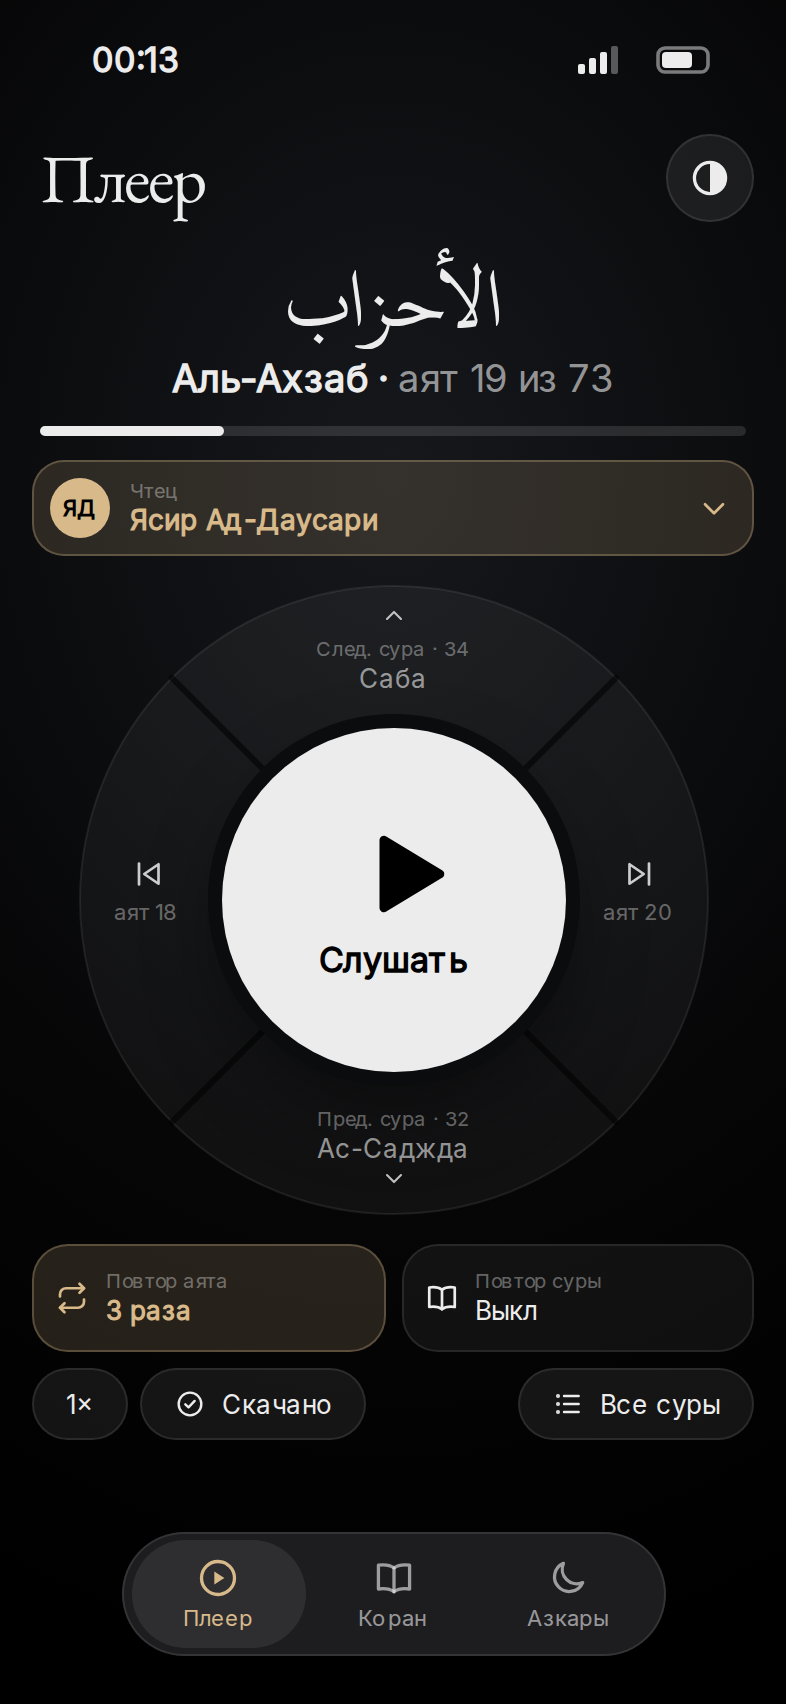 00:13
Плеер
الأحزاب
Аль-Ахзаб · аят 19 из 73
ЯД
Чтец
Ясир Ад-Даусари
След. сура · 34
Саба
аят 18
аят 20
Слушать
Пред. сура · 32
Ас-Саджда
Повтор аята
3 раза
Повтор суры
Выкл
1×
Скачано
Все суры
Плеер
Коран
Азкары